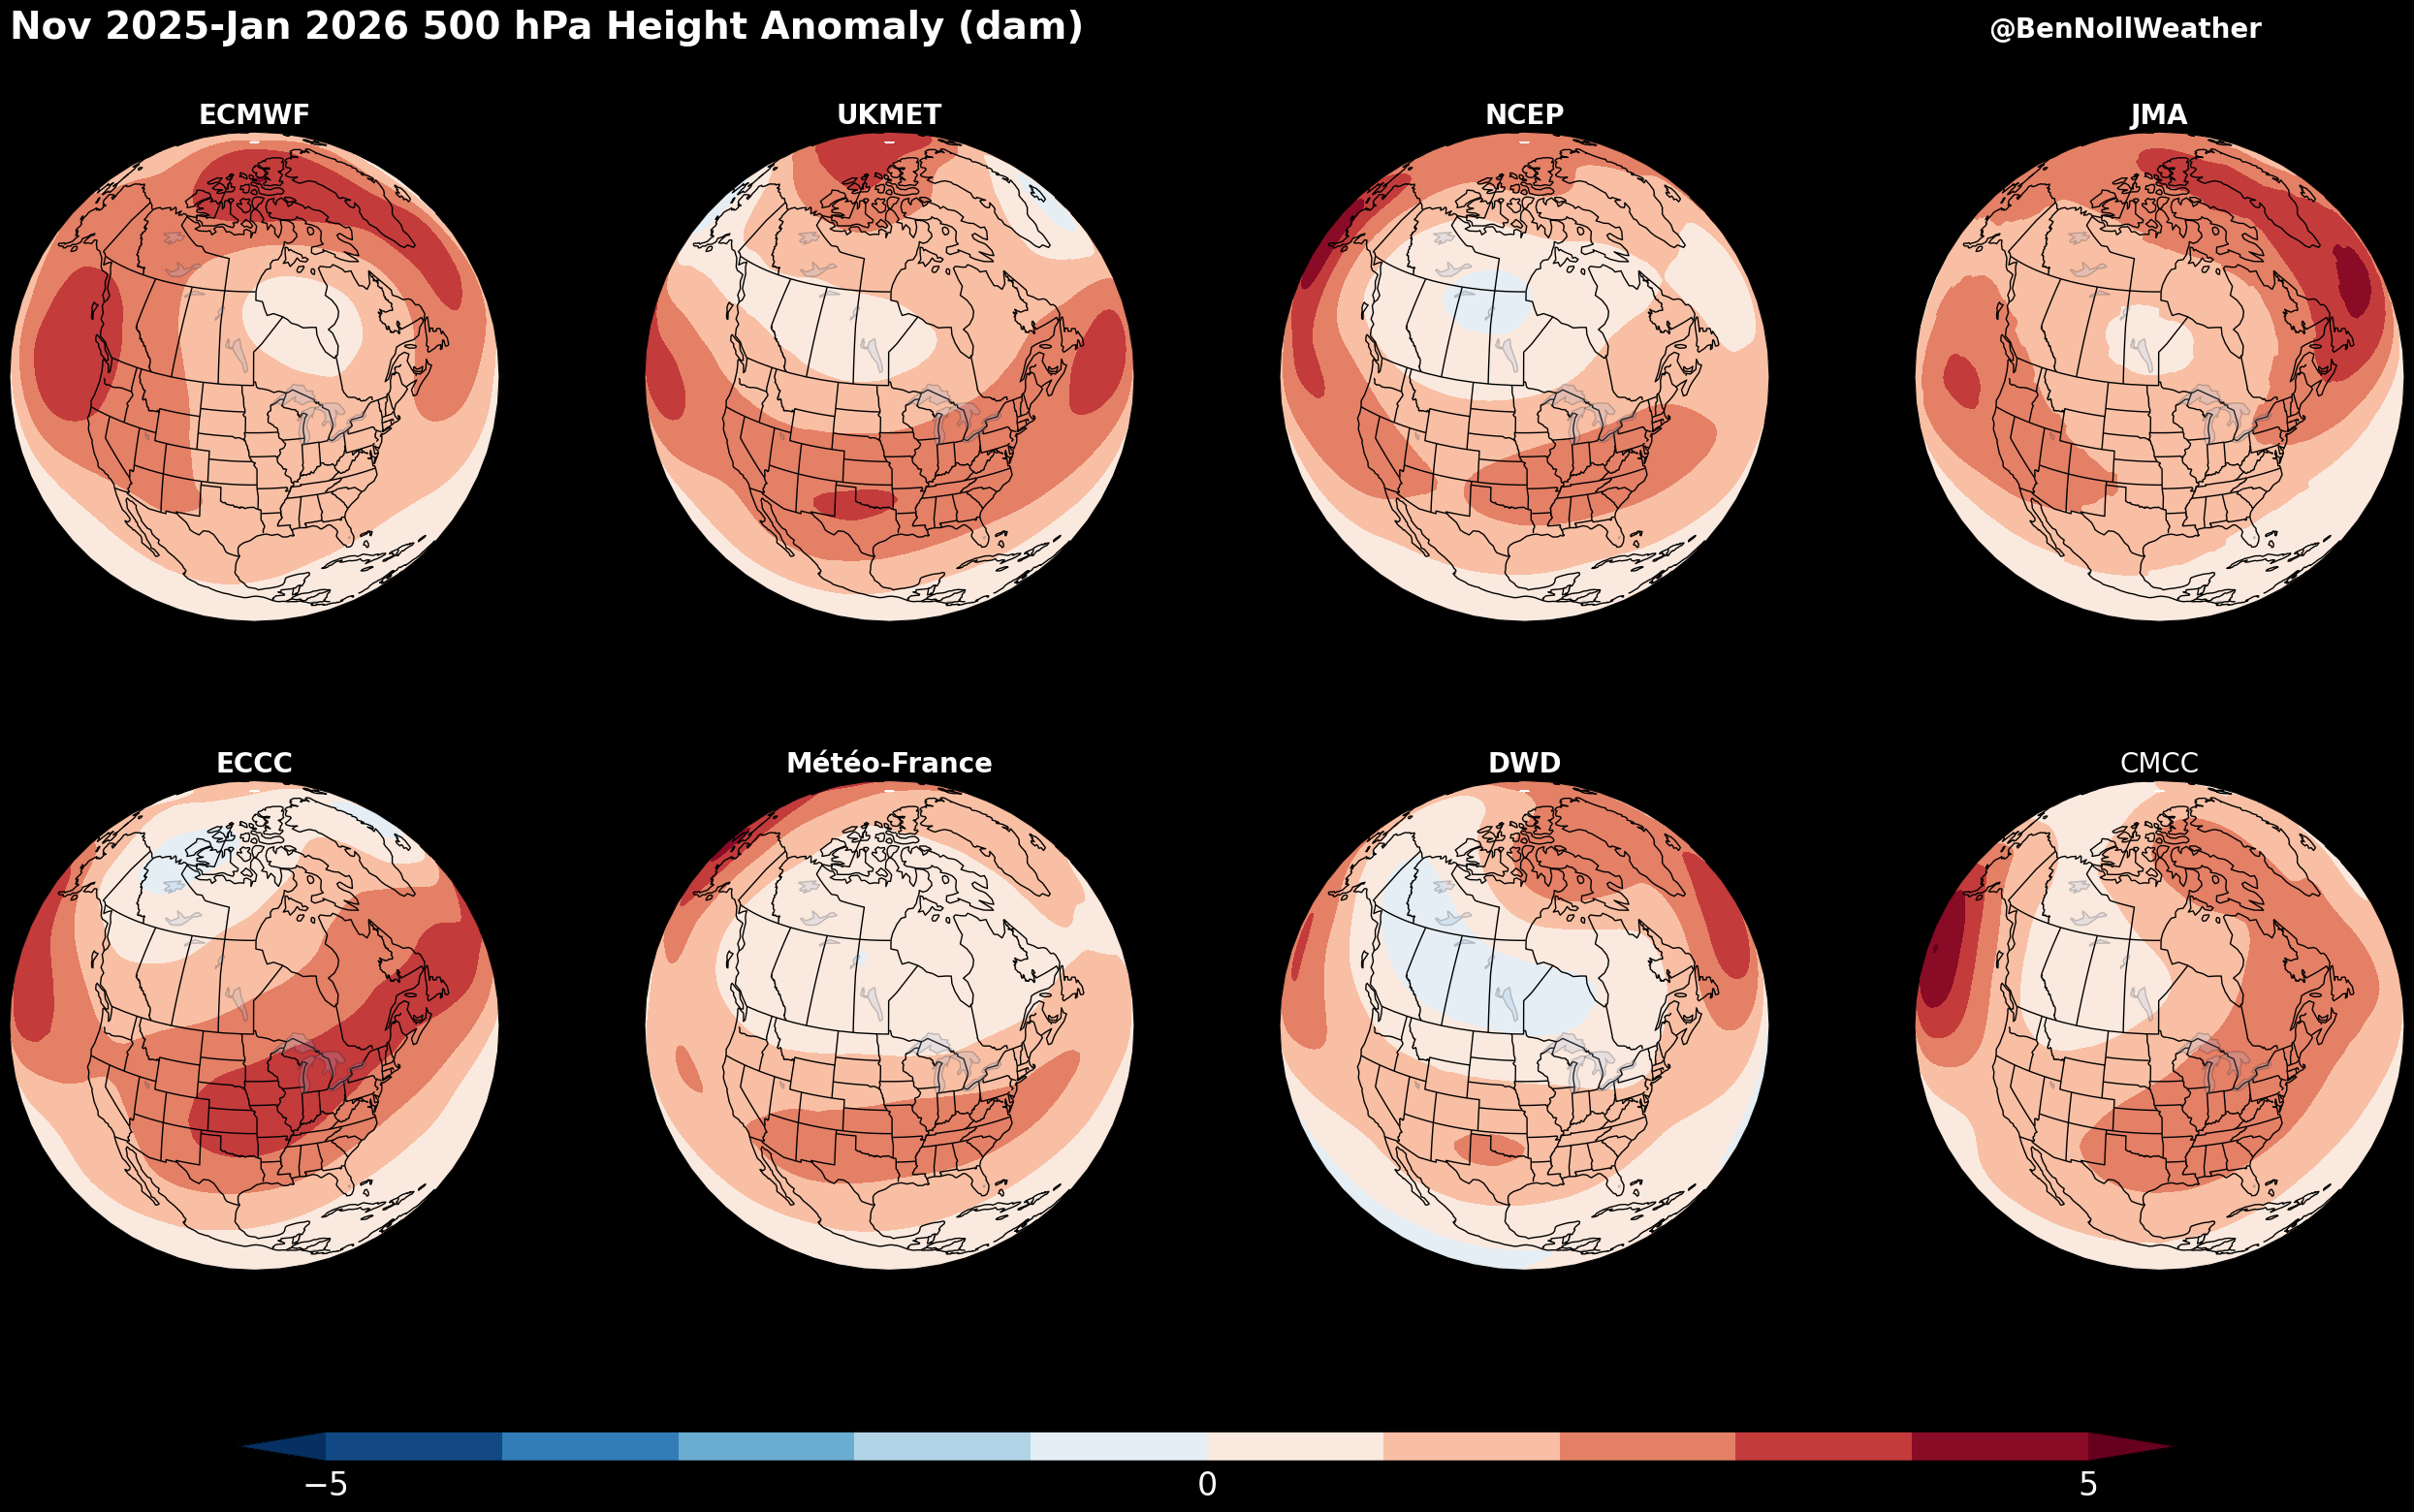 Nov 2025-Jan 2026 500 hPa Height Anomaly (dam)
@BenNollWeather
ECMWF
UKMET
NCEP
JMA
ECCC
Météo-France
DWD
CMCC
−5
0
5